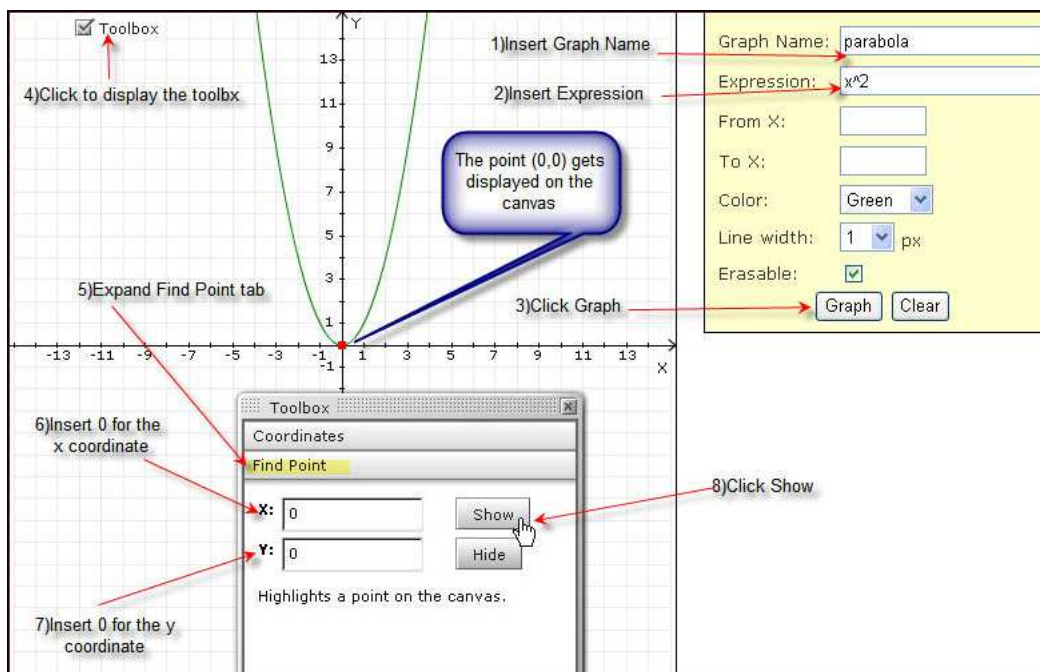 Toolbox
4)Click to display the toolbx
Y
13
11
9
7
5
3
1
-1
-13 -11 -9 -7 -5 -3 -1 1 3 5 7 9 11 13
X
1)Insert Graph Name
2)Insert Expression
The point (0,0) gets
displayed on the
canvas
3)Click Graph
Graph Name: parabola
Expression: x^2
From X:
To X:
Color: Green
Line width: 1 px
Erasable:
Graph Clear
5)Expand Find Point tab
6)Insert 0 for the
x coordinate
7)Insert 0 for the y
coordinate
Toolbox
Coordinates
Find Point
X: 0 Show
Y: 0 Hide
Highlights a point on the canvas.
8)Click Show